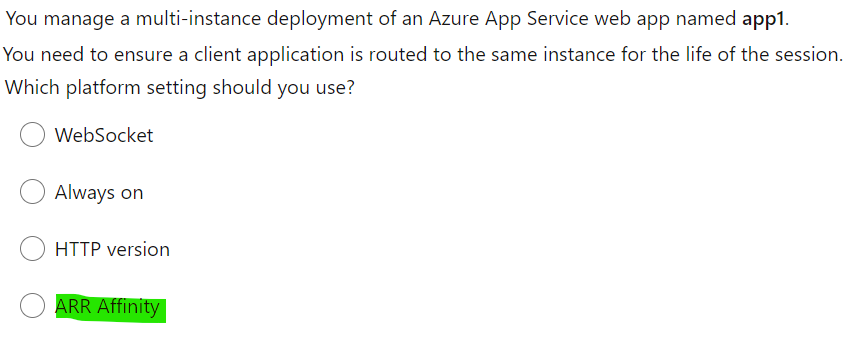 You manage a multi-instance deployment of an Azure App Service web app named app1.
You need to ensure a client application is routed to the same instance for the life of the session.
Which platform setting should you use?
WebSocket
Always on
HTTP version
ARR Affinity